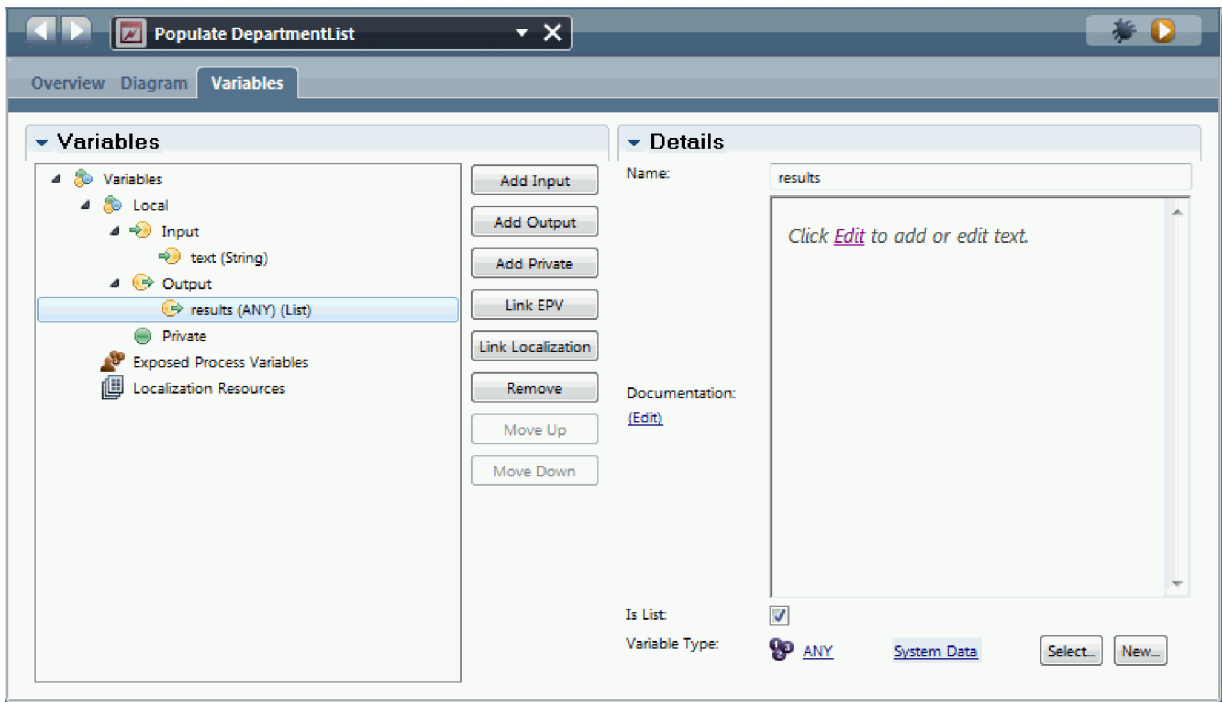 Populate DepartmentList
Overview Diagram Variables
Variables
Variables
Local
Input
text (String)
Output
results (ANY) (List)
Private
Exposed Process Variables
Localization Resources
Add Input
Add Output
Add Private
Link EPV
Link Localization
Remove
Move Up
Move Down
Details
Name: results
Click Edit to add or edit text.
Documentation:
(Edit)
Is List:
Variable Type: ANY System Data Select... New...